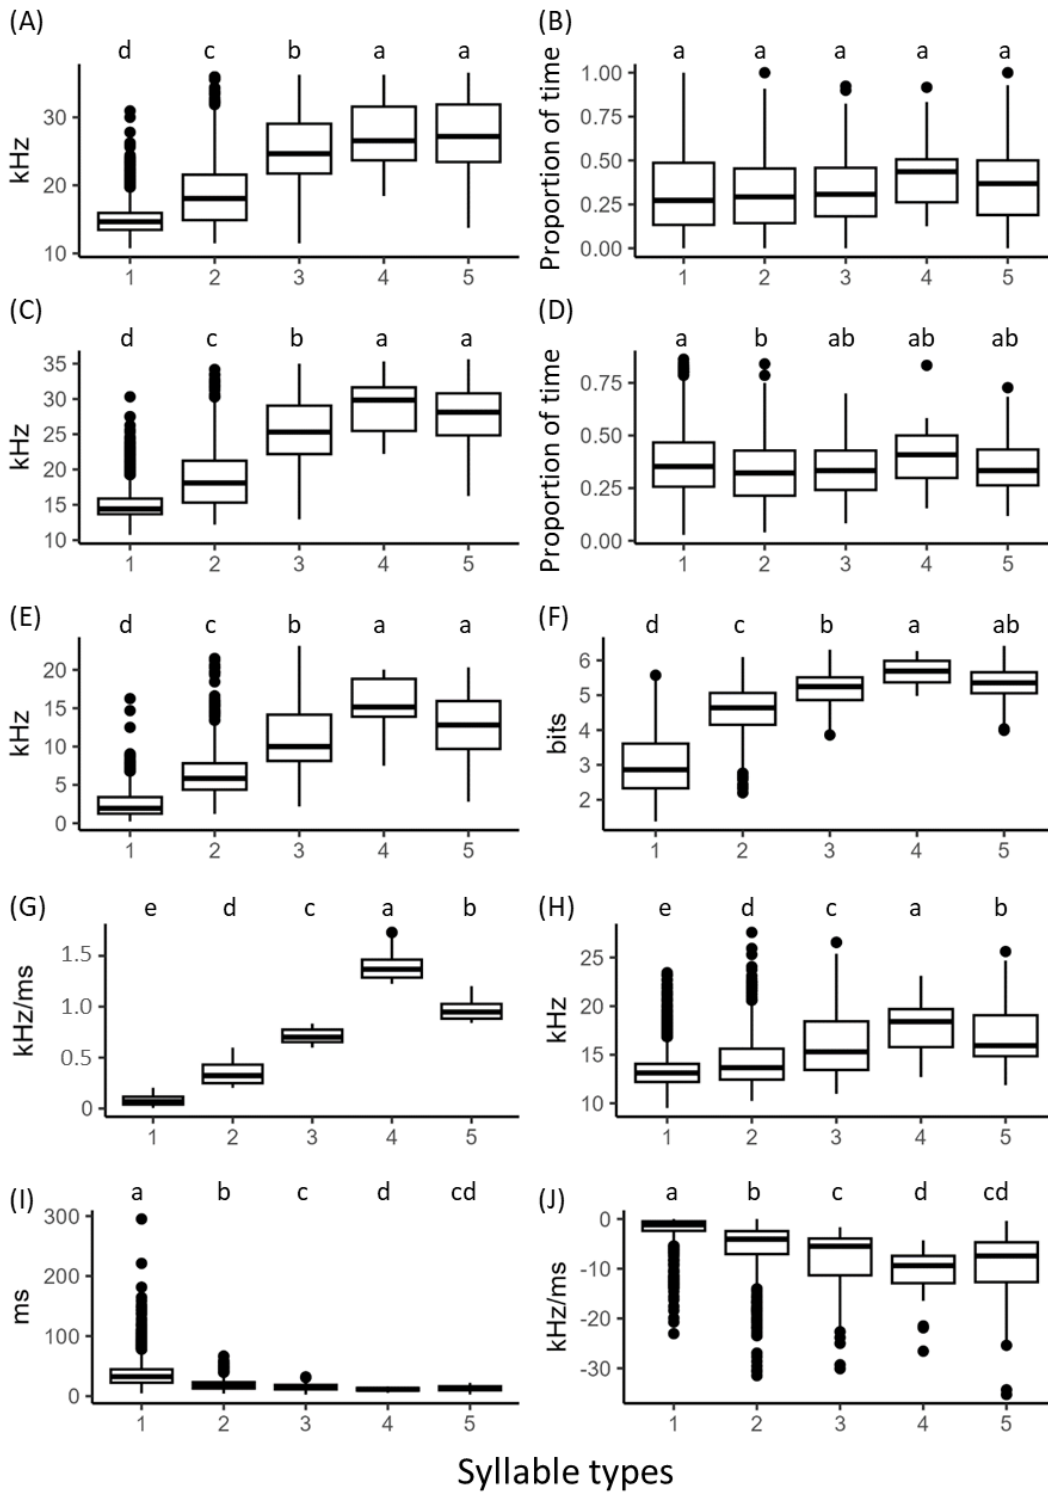 (A) (B)
d c b a a a a a a a
kHz Proportion of time
30
20
10
1.00
0.75
0.50
0.25
0.00
1 2 3 4 5 1 2 3 4 5
(C) (D)
d c b a a a b ab ab ab
kHz Proportion of time
35
30
25
20
15
10
0.75
0.50
0.25
0.00
1 2 3 4 5 1 2 3 4 5
(E) (F)
d c b a a d c b a ab
kHz bits
20
15
10
5
0
6
5
4
3
2
1 2 3 4 5 1 2 3 4 5
(G) (H)
e d c a b e d c a b
kHz/ms kHz
1.5
1.0
0.5
0
25
20
15
10
1 2 3 4 5 1 2 3 4 5
(I) (J)
a b c d cd a b c d cd
ms kHz/ms
300
200
100
0
0
-10
-20
-30
1 2 3 4 5 1 2 3 4 5
Syllable types